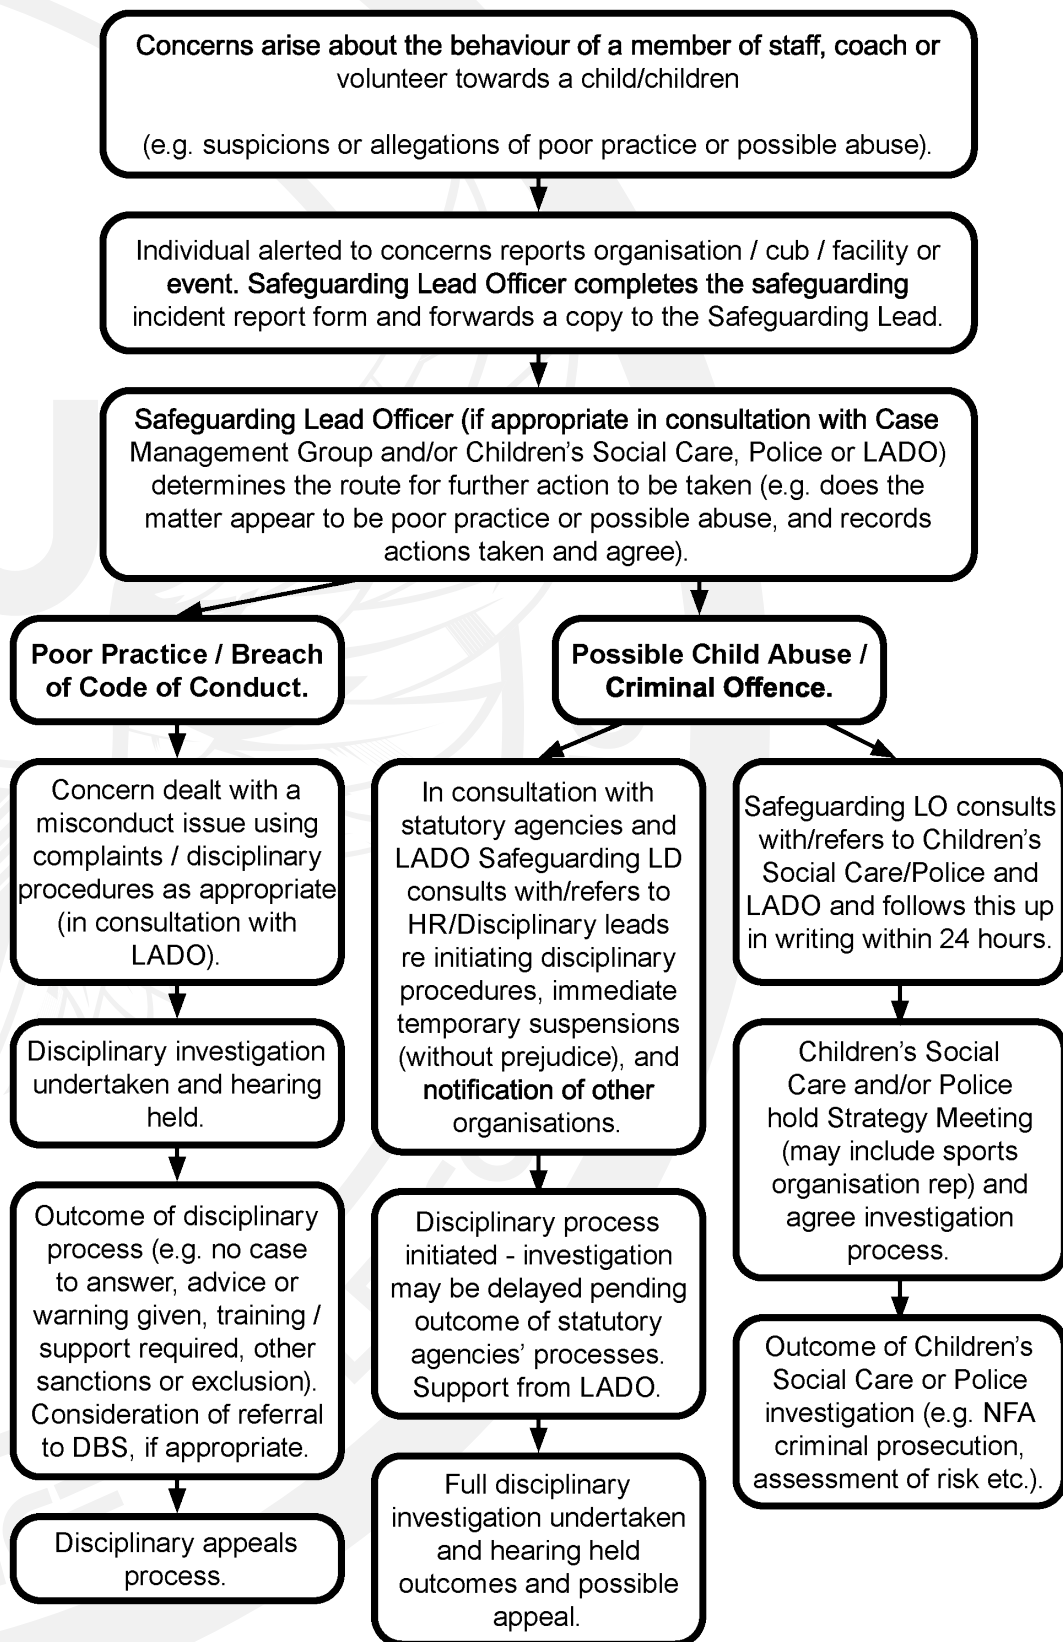 Concerns arise about the behaviour of a member of staff, coach or
volunteer towards a child/children
(e.g. suspicions or allegations of poor practice or possible abuse).
Individual alerted to concerns reports organisation / cub / facility or
event. Safeguarding Lead Officer completes the safeguarding
incident report form and forwards a copy to the Safeguarding Lead.
Safeguarding Lead Officer (if appropriate in consultation with Case
Management Group and/or Children’s Social Care, Police or LADO)
determines the route for further action to be taken (e.g. does the
matter appear to be poor practice or possible abuse, and records
actions taken and agree).
Poor Practice / Breach
of Code of Conduct.
Concern dealt with a
misconduct issue using
complaints / disciplinary
procedures as appropriate
(in consultation with
LADO).
Disciplinary investigation
undertaken and hearing
held.
Outcome of disciplinary
process (e.g. no case
to answer, advice or
warning given, training /
support required, other
sanctions or exclusion).
Consideration of referral
to DBS, if appropriate.
Disciplinary appeals
process.
Possible Child Abuse /
Criminal Offence.
In consultation with
statutory agencies and
LADO Safeguarding LD
consults with/refers to
HR/Disciplinary leads
re initiating disciplinary
procedures, immediate
temporary suspensions
(without prejudice), and
notification of other
organisations.
Disciplinary process
initiated - investigation
may be delayed pending
outcome of statutory
agencies’ processes.
Support from LADO.
Full disciplinary
investigation undertaken
and hearing held
outcomes and possible
appeal.
Safeguarding LO consults
with/refers to Children’s
Social Care/Police and
LADO and follows this up
in writing within 24 hours.
Children’s Social
Care and/or Police
hold Strategy Meeting
(may include sports
organisation rep) and
agree investigation
process.
Outcome of Children’s
Social Care or Police
investigation (e.g. NFA
criminal prosecution,
assessment of risk etc.).